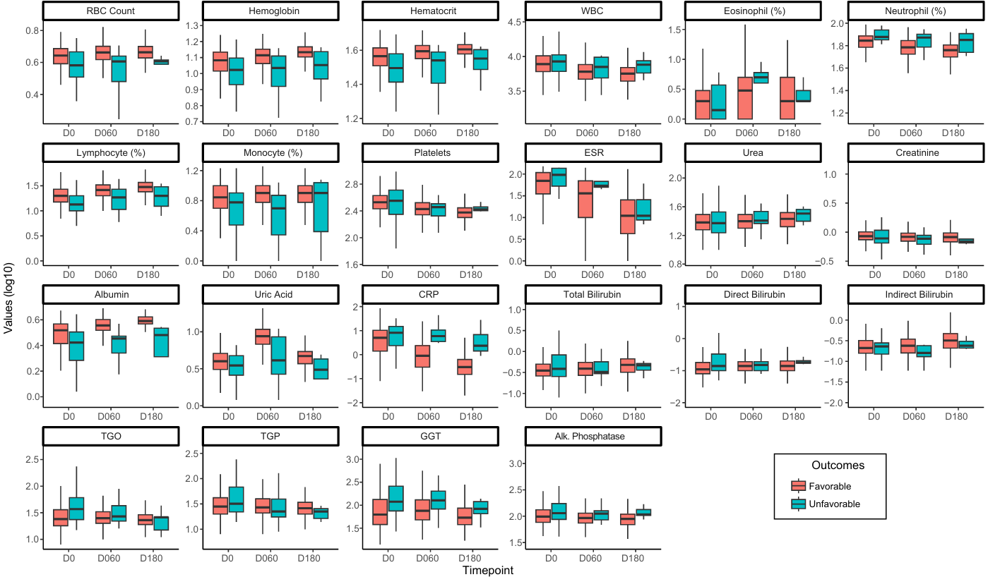 RBC Count
Hemoglobin
Hematocrit
WBC
Eosinophil (%)
Neutrophil (%)
0.8
0.6
0.4
D0 D060 D180
1.3
1.2
1.1
1.0
0.9
0.8
0.7
D0 D060 D180
1.6
1.4
1.2
D0 D060 D180
4.5
4.0
3.5
D0 D060 D180
1.5
1.0
0.5
0.0
D0 D060 D180
2.0
1.8
1.6
1.4
1.2
D0 D060 D180
Lymphocyte (%)
Monocyte (%)
Platelets
ESR
Urea
Creatinine
1.5
1.0
0.5
0.0
D0 D060 D180
1.2
0.8
0.4
0.0
D0 D060 D180
2.8
2.4
2.0
1.6
D0 D060 D180
2.0
1.5
1.0
0.5
0.0
D0 D060 D180
2.0
1.6
1.2
0.8
D0 D060 D180
1.0
0.5
0.0
−0.5
D0 D060 D180
Values (log10)
Albumin
Uric Acid
CRP
Total Bilirubin
Direct Bilirubin
Indirect Bilirubin
0.6
0.4
0.2
0.0
D0 D060 D180
1.0
0.5
0.0
D0 D060 D180
2
1
0
−1
−2
D0 D060 D180
1.0
0.5
0.0
−0.5
−1.0
D0 D060 D180
1
0
−1
−2
D0 D060 D180
0.0
−0.5
−1.0
−1.5
−2.0
D0 D060 D180
TGO
TGP
GGT
Alk. Phosphatase
2.5
2.0
1.5
1.0
D0 D060 D180
2.5
2.0
1.5
1.0
D0 D060 D180
3.0
2.5
2.0
1.5
D0 D060 D180
3.0
2.5
2.0
1.5
D0 D060 D180
Timepoint
Outcomes
Favorable
Unfavorable